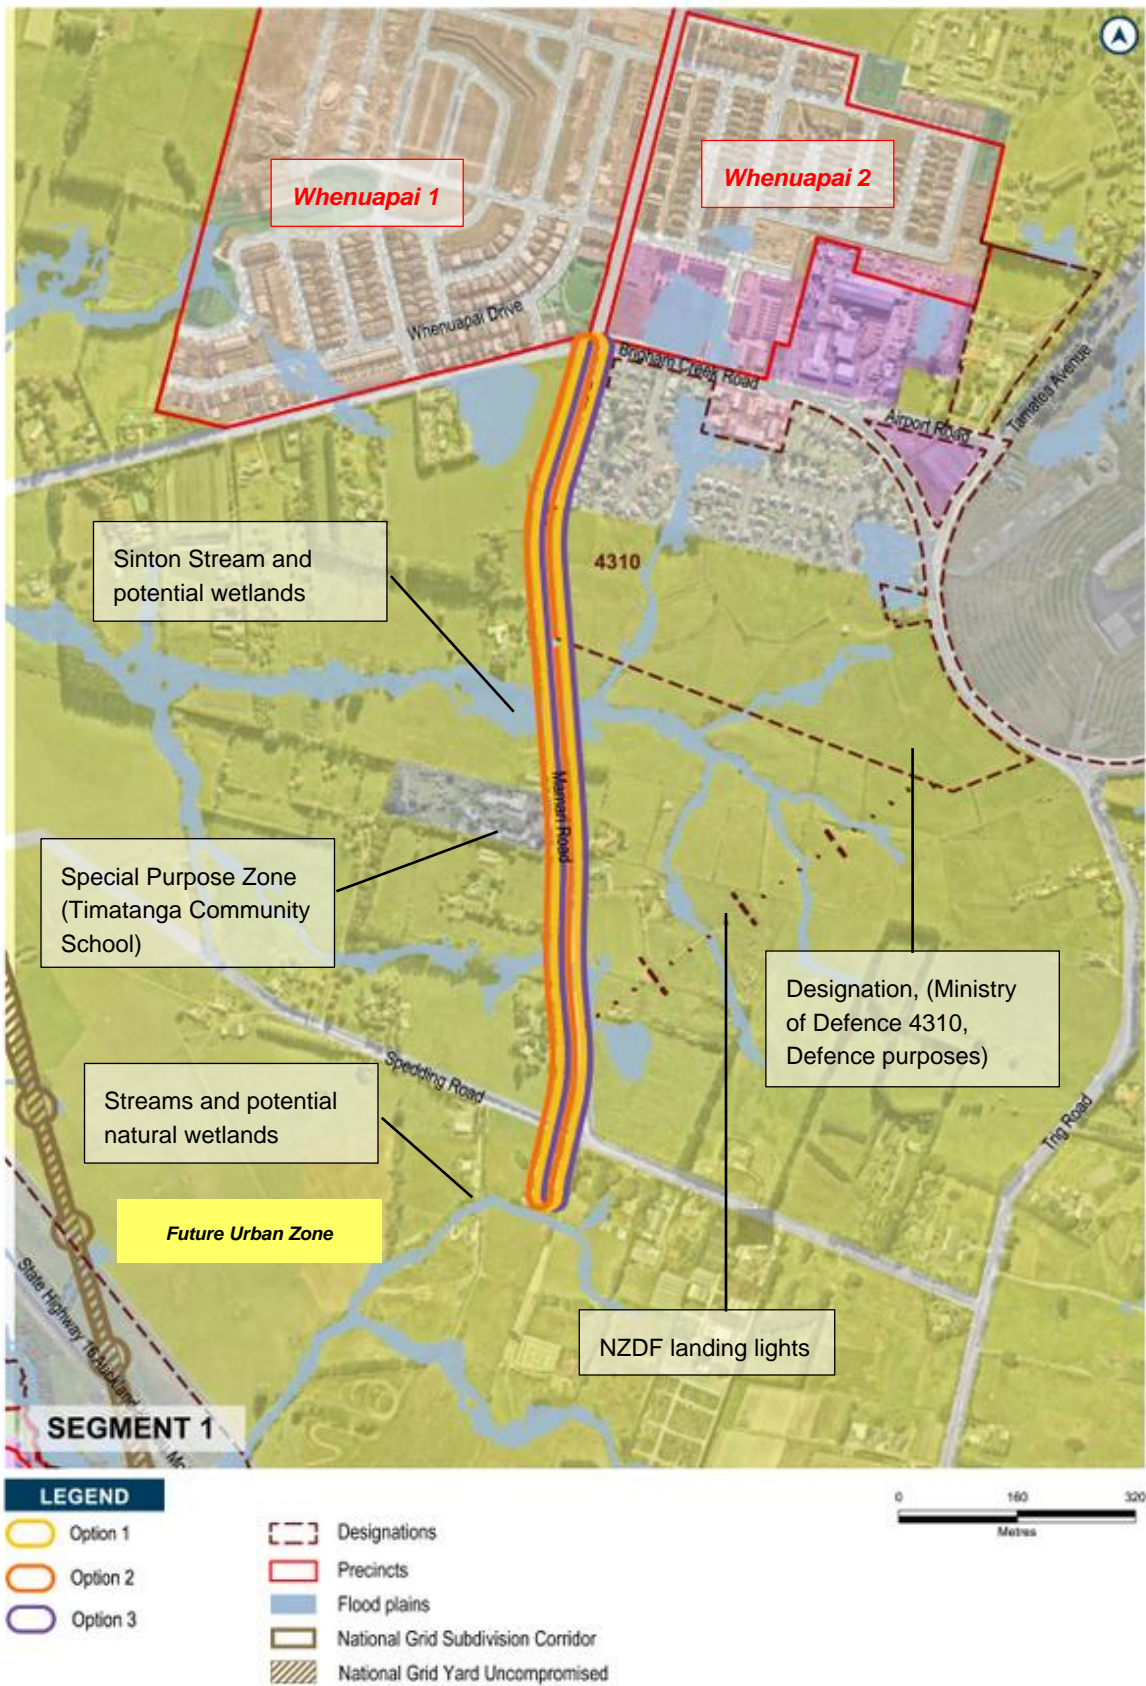 Whenuapai 1
Whenuapai 2
Whenuapai Drive
Brigham Creek Road
Tamatea Avenue
Airport Road
Sinton Stream and
potential wetlands
4310
Mamari Road
Special Purpose Zone
(Timatanga Community
School)
Designation, (Ministry
of Defence 4310,
Defence purposes)
Spedding Road
Streams and potential
natural wetlands
Trig Road
Future Urban Zone
State Highway 16
NZDF landing lights
SEGMENT 1
LEGEND
Option 1
Option 2
Option 3
Designations
Precincts
Flood plains
National Grid Subdivision Corridor
National Grid Yard Uncompromised
0 160 320
Metres